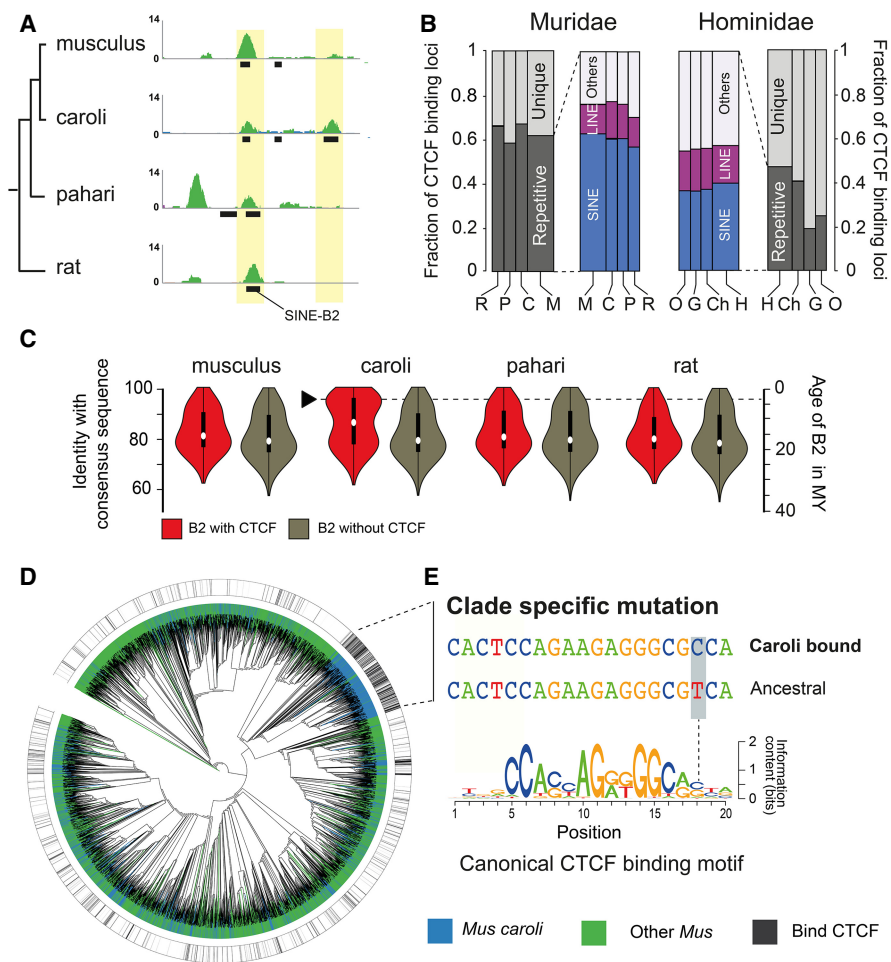 A
musculus
14
0
caroli
14
0
pahari
14
0
rat
14
0
SINE-B2
B
Muridae
Hominidae
Fraction of CTCF binding loci
1
0.8
0.6
0.4
0.2
0
Unique
Repetitive
Others
LINE
SINE
R P C M
M C P R
Others
LINE
SINE
O G Ch H
Unique
Repetitive
H Ch G O
1
0.8
0.6
0.4
0.2
0
Fraction of CTCF binding loci
C
musculus caroli pahari rat
Identity with
consensus sequence
100
80
60
0
20
40
Age of B2 in MY
B2 with CTCF
B2 without CTCF
D
E
Clade specific mutation
CACTCCAGAAGAGGGCGCCA Caroli bound
CACTCCAGAAGAGGGCGTCA Ancestral
2
1
0
Information
content (bits)
1 5 10 15 20
Position
Canonical CTCF binding motif
Mus caroli
Other Mus
Bind CTCF